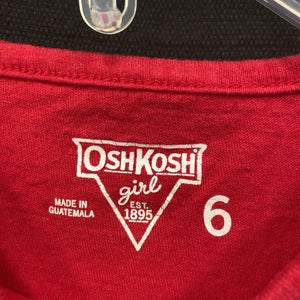 OSHKOSH
girl
EST.
1895
MADE IN
GUATEMALA
6